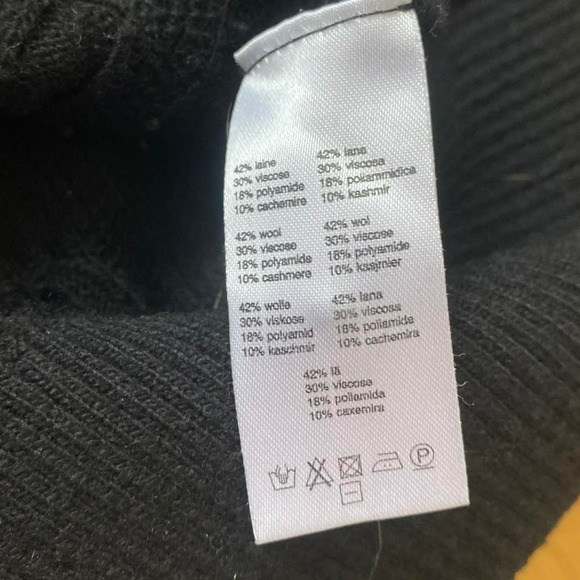 42% laine
30% viscose
18% polyamide
10% cachemire
42% lana
30% viscosa
18% poliammidica
10% kashmir
42% wool
30% viscose
18% polyamide
10% cashmere
42% wol
30% viscose
18% polyamide
10% kasjmier
42% wolle
30% viskose
18% polyamid
10% kaschmir
42% lana
30% viscosa
18% poliamida
10% cachemira
42% lã
30% viscose
18% poliamida
10% caxemira
P